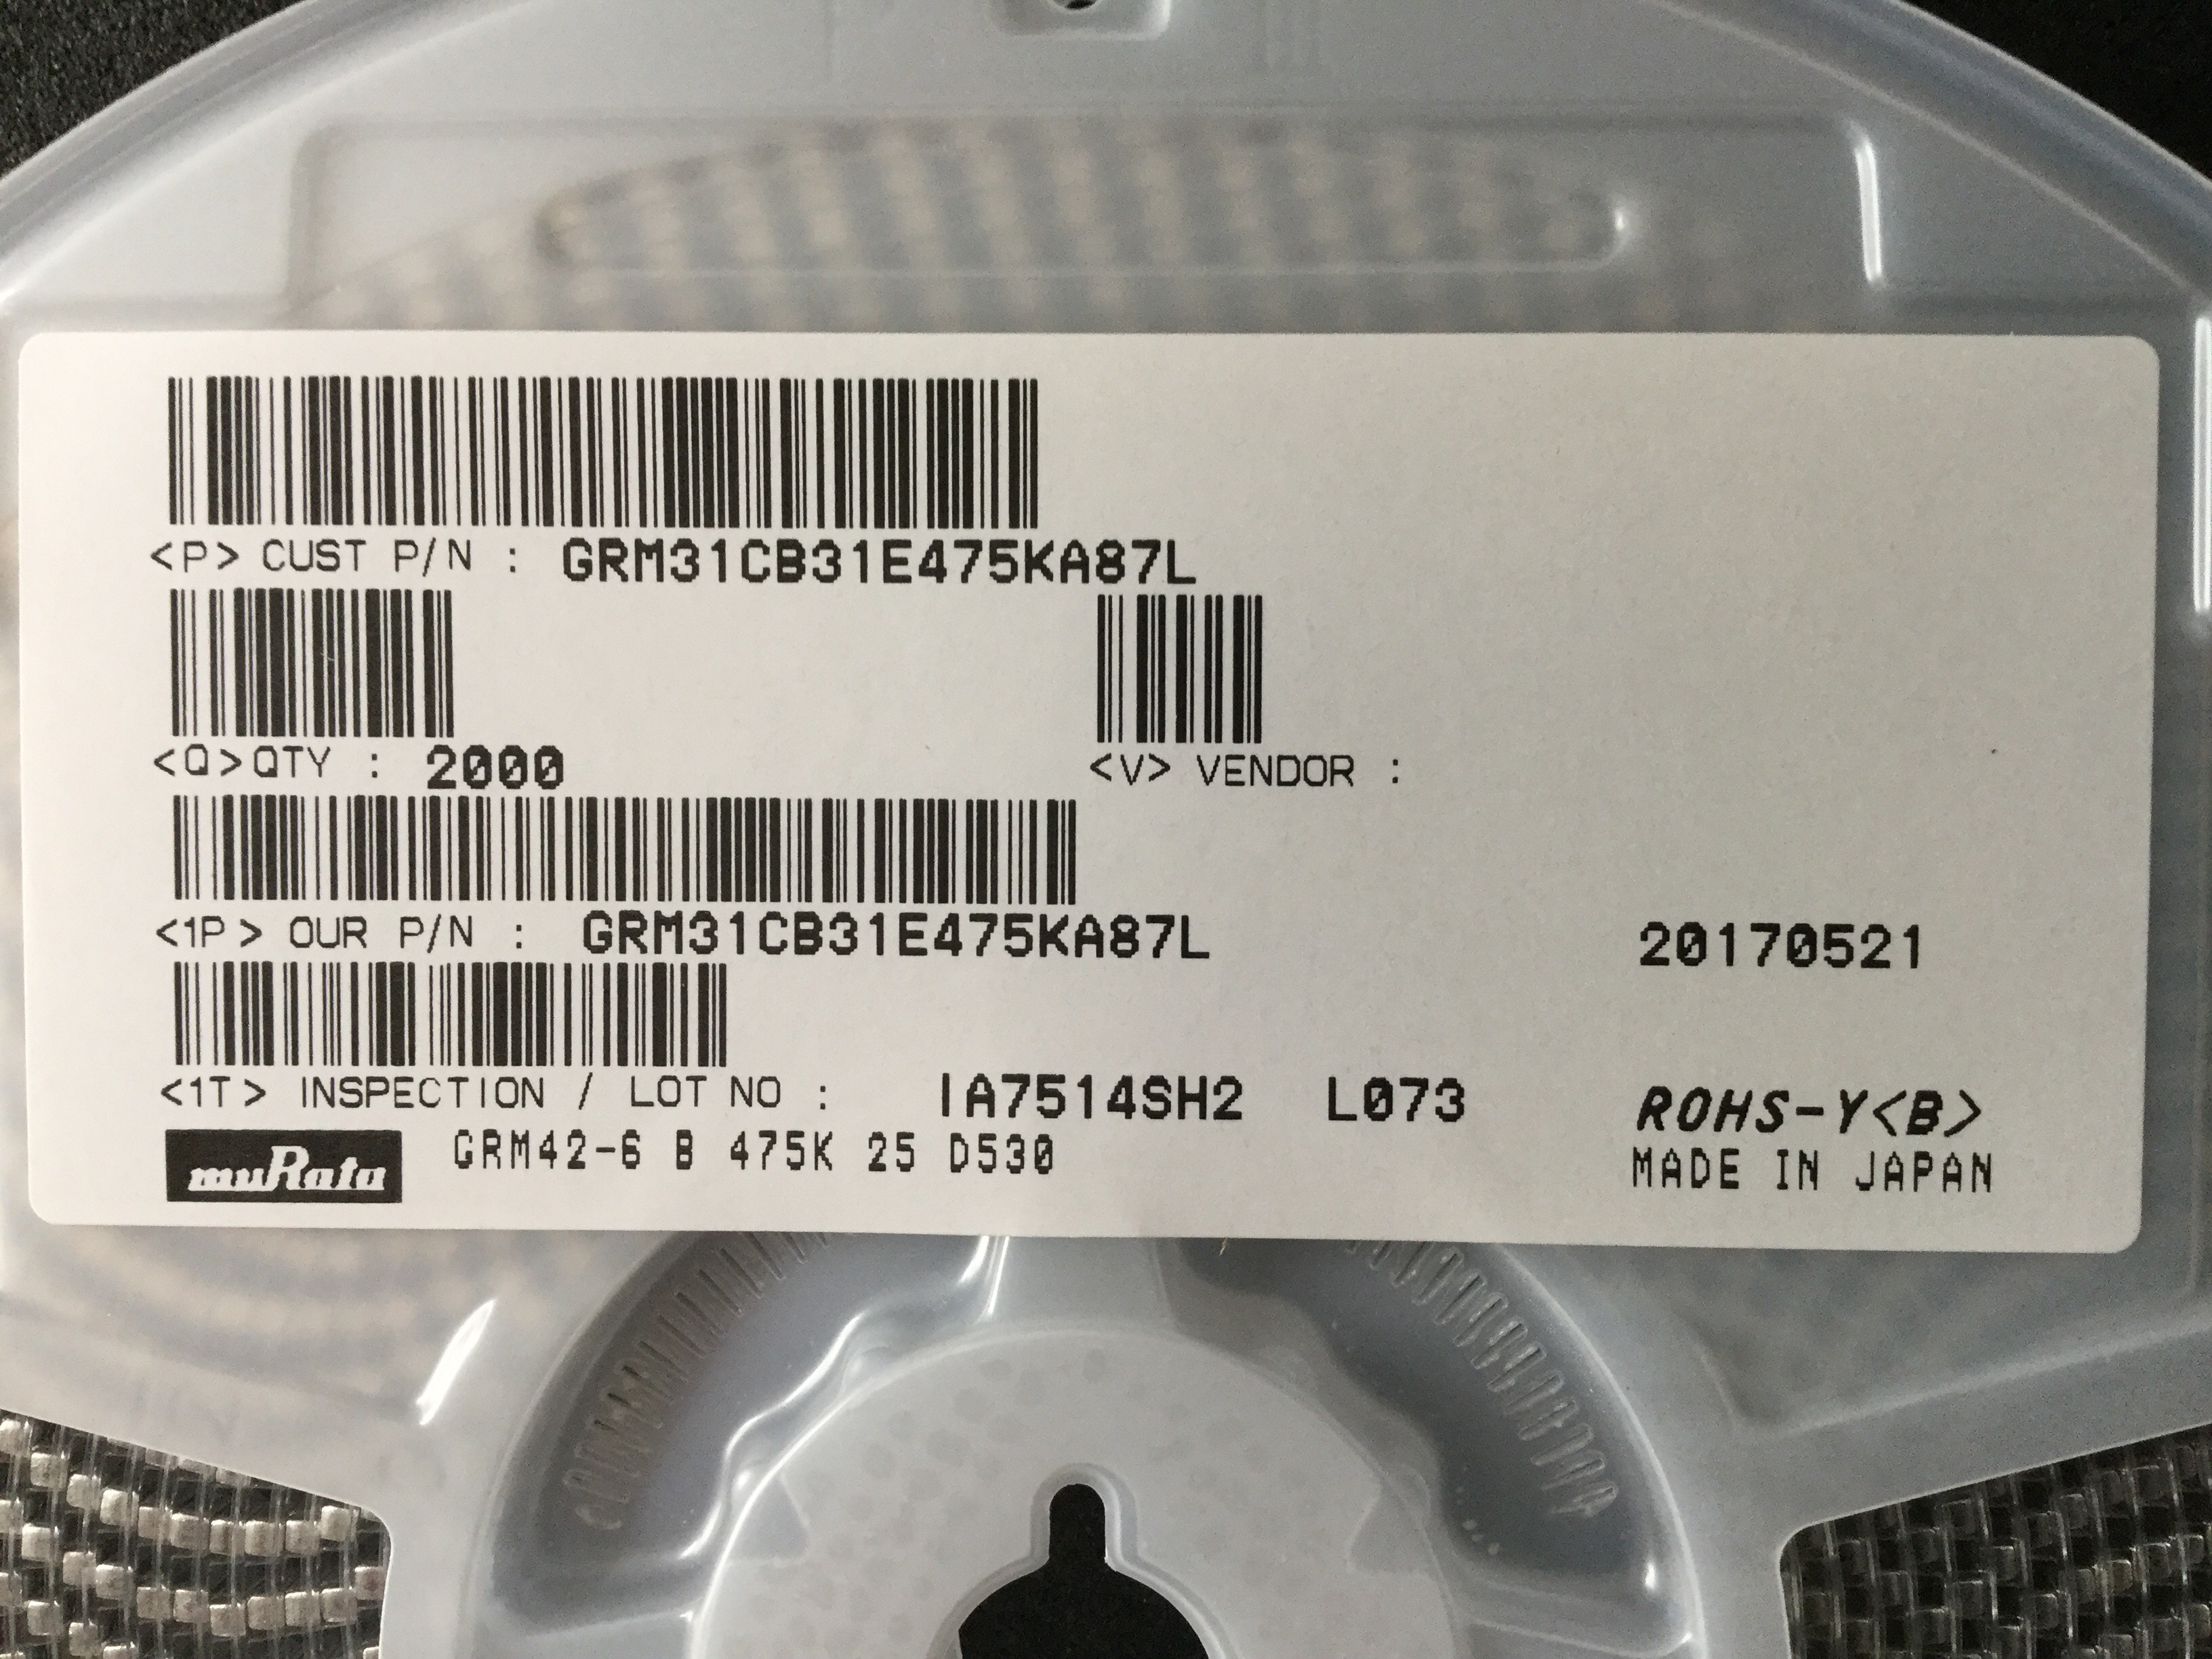 <P> CUST P/N : GRM31CB31E475KA87L
<Q>QTY : 2000
<V> VENDOR :
<1P> OUR P/N : GRM31CB31E475KA87L
20170521
<1T> INSPECTION / LOT NO : IA7514SH2 L073
ROHS-Y<B>
muRata
GRM42-6 B 475K 25 D530
MADE IN JAPAN